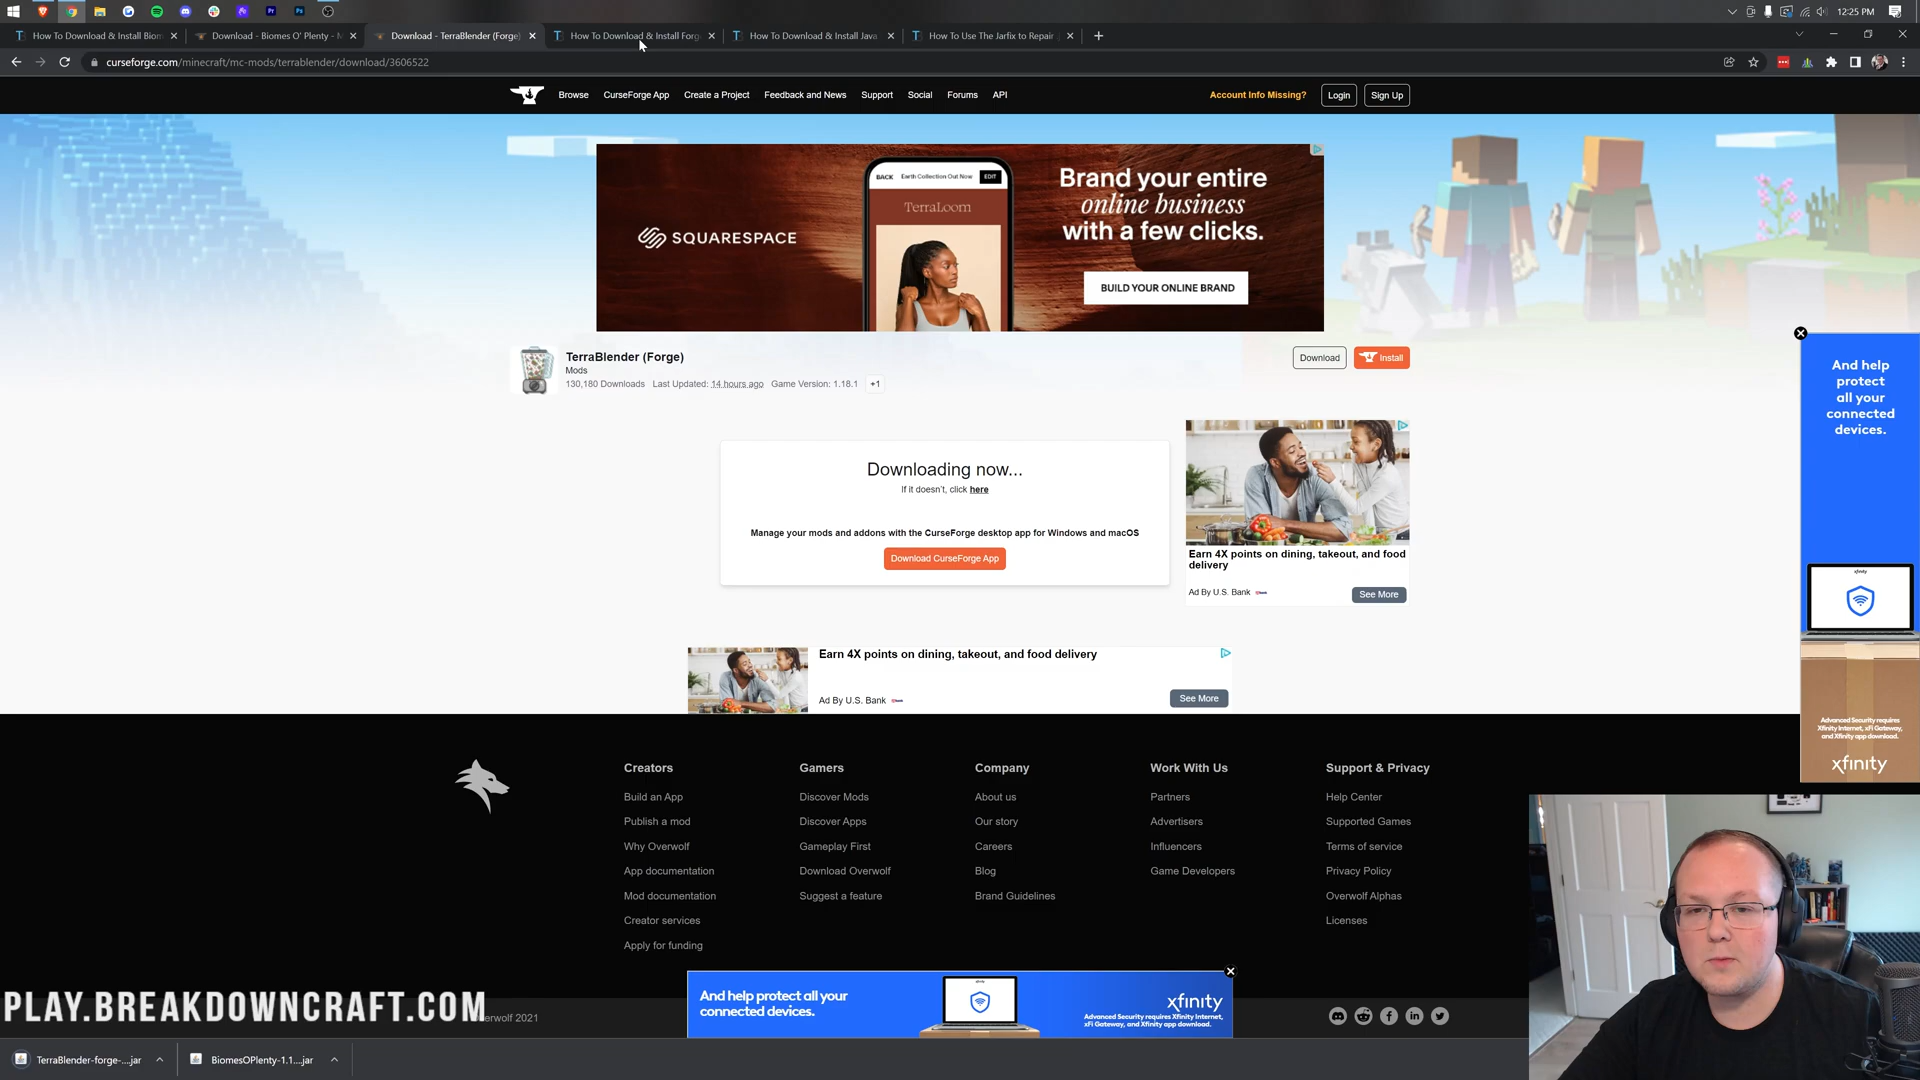 12:25 PM
How To Download & Install Biom
Download - Biomes O' Plenty - M
Download - TerraBlender (Forge)
How To Download & Install Forg
How To Download & Install Java
How To Use The Jarfix to Repair
curseforge.com/minecraft/mc-mods/terrablender/download/3606522
Browse
CurseForge App
Create a Project
Feedback and News
Support
Social
Forums
API
Account Info Missing?
Login
Sign Up
SQUARESPACE
BACK
Earth Collection Out Now
EDIT
TerraLoom
Brand your entire
online business
with a few clicks.
BUILD YOUR ONLINE BRAND
TerraBlender (Forge)
Mods
130,180 Downloads Last Updated: 14 hours ago Game Version: 1.18.1 +1
Download
Install
Downloading now...
If it doesn't, click here
Manage your mods and addons with the CurseForge desktop app for Windows and macOS
Download CurseForge App
Earn 4X points on dining, takeout, and food
delivery
Ad By U.S. Bank
See More
Earn 4X points on dining, takeout, and food delivery
Ad By U.S. Bank
See More
And help
protect
all your
connected
devices.
xfinity
Advanced Security requires
Xfinity Internet, xFi Gateway,
and Xfinity app download.
xfinity
Creators
Build an App
Publish a mod
Why Overwolf
App documentation
Mod documentation
Creator services
Apply for funding
Gamers
Discover Mods
Discover Apps
Gameplay First
Download Overwolf
Suggest a feature
Company
About us
Our story
Careers
Blog
Brand Guidelines
Work With Us
Partners
Advertisers
Influencers
Game Developers
Support & Privacy
Help Center
Supported Games
Terms of service
Privacy Policy
Overwolf Alphas
Licenses
And help protect all your
connected devices.
xfinity
Advanced Security requires Xfinity Internet,
xFi Gateway, and Xfinity app download.
PLAY.BREAKDOWNCRAFT.COM
erwolf 2021
TerraBlender-forge-....jar
BiomesOPlenty-1.1....jar